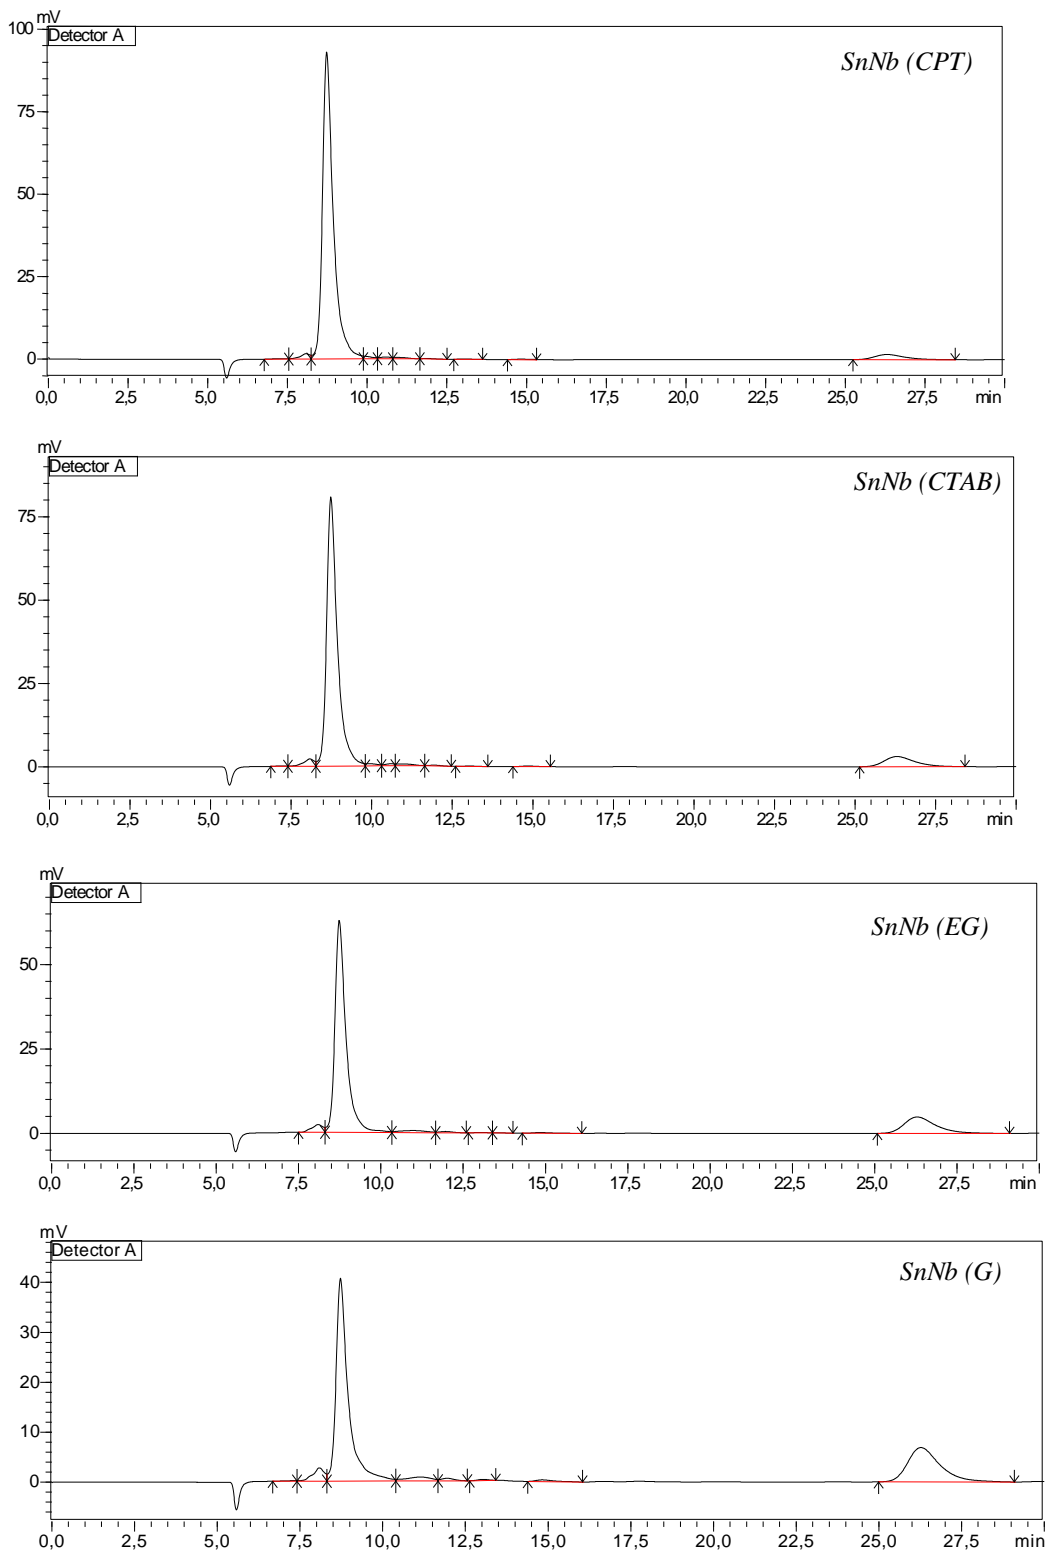 mV
100
Detector A
SnNb (CPT)
75
50
25
0
0,0 2,5 5,0 7,5 10,0 12,5 15,0 17,5 20,0 22,5 25,0 27,5 min
mV
Detector A
SnNb (CTAB)
75
50
25
0
0,0 2,5 5,0 7,5 10,0 12,5 15,0 17,5 20,0 22,5 25,0 27,5 min
mV
Detector A
SnNb (EG)
50
25
0
0,0 2,5 5,0 7,5 10,0 12,5 15,0 17,5 20,0 22,5 25,0 27,5 min
mV
Detector A
SnNb (G)
40
30
20
10
0
0,0 2,5 5,0 7,5 10,0 12,5 15,0 17,5 20,0 22,5 25,0 27,5 min